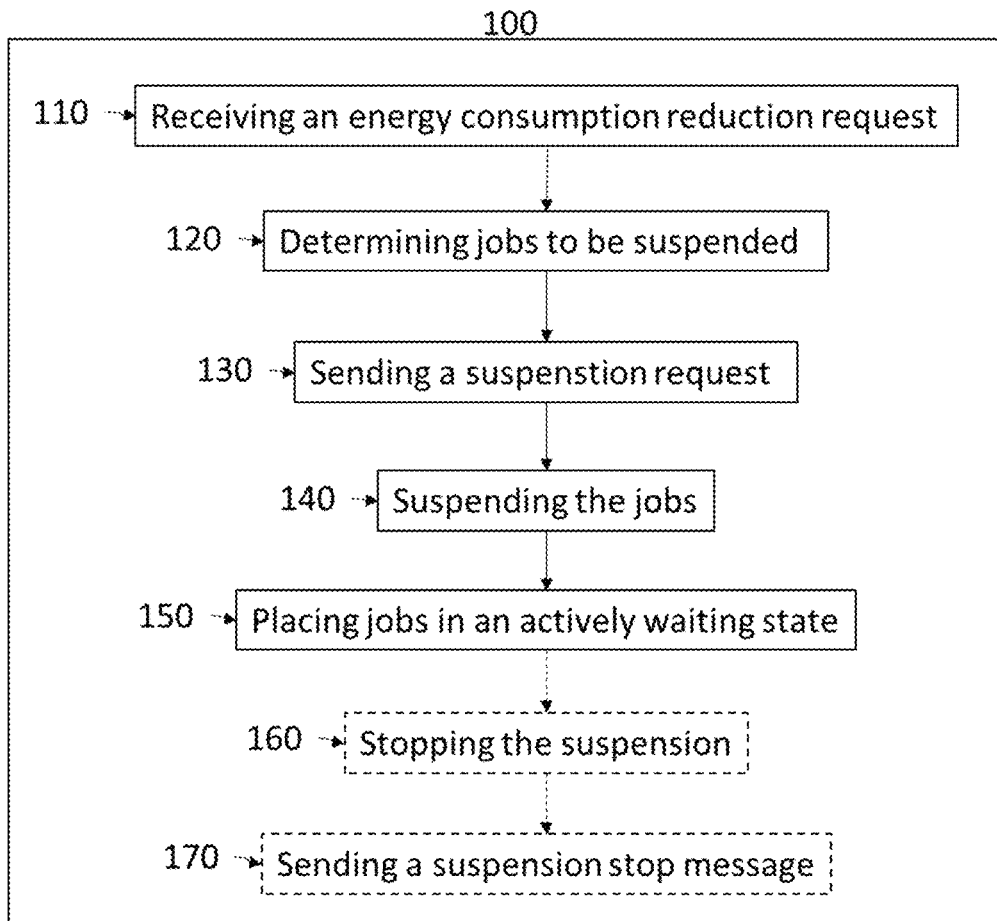 100
110 Receiving an energy consumption reduction request
120 Determining jobs to be suspended
130 Sending a suspenstion request
140 Suspending the jobs
150 Placing jobs in an actively waiting state
160 Stopping the suspension
170 Sending a suspension stop message